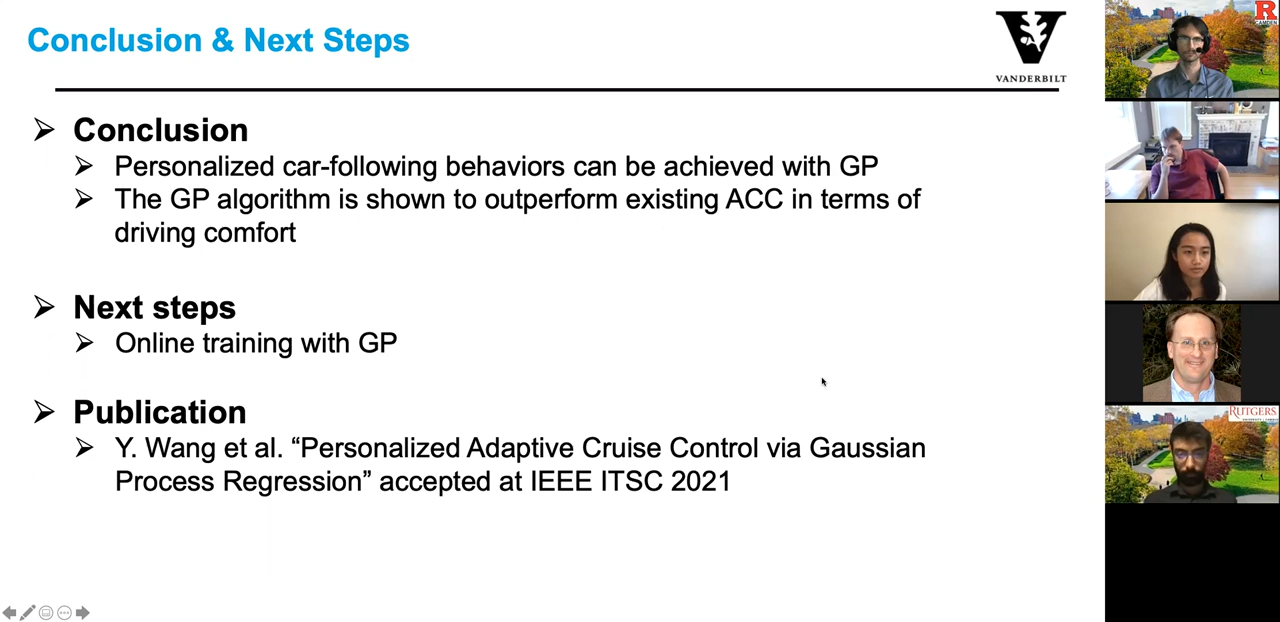 Conclusion & Next Steps
VANDERBILT
Conclusion
Personalized car-following behaviors can be achieved with GP
The GP algorithm is shown to outperform existing ACC in terms of
driving comfort
Next steps
Online training with GP
Publication
Y. Wang et al. “Personalized Adaptive Cruise Control via Gaussian
Process Regression” accepted at IEEE ITSC 2021
R
CAMDEN
RUTGERS